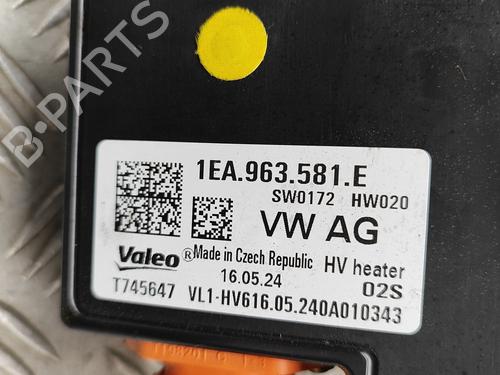 B-PARTS
1EA.963.581.E
SW0172 HW020
VW AG
Valeo® Made in Czech Republic HV heater
16.05.24 02S
T745647 VL1-HV616.05.240A010343